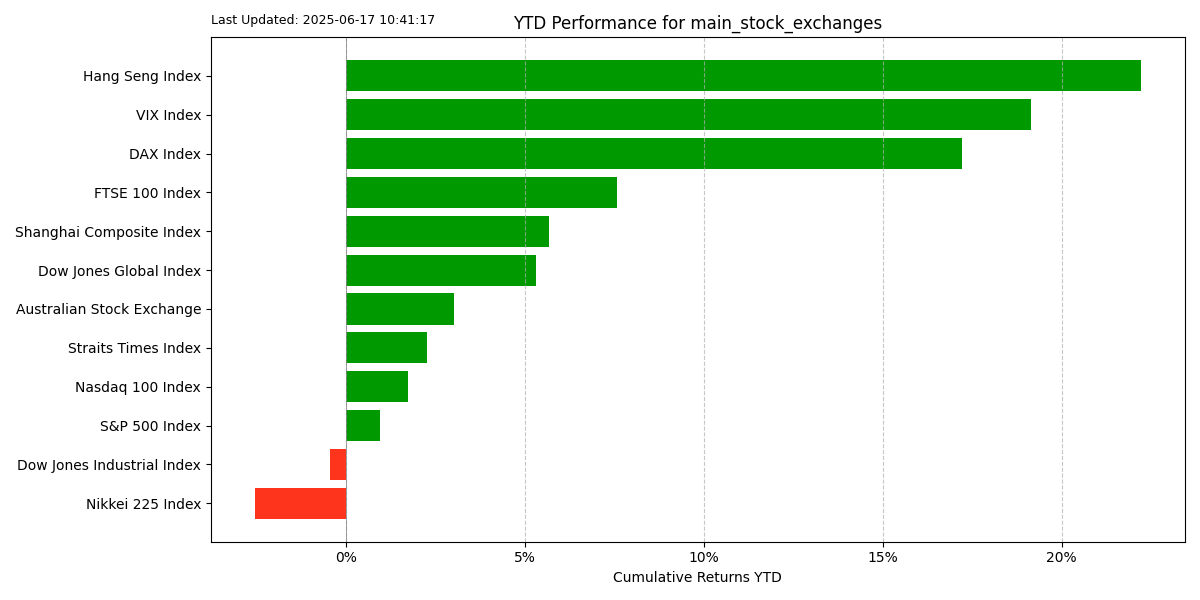 Last Updated: 2025-06-17 10:41:17
YTD Performance for main_stock_exchanges
Hang Seng Index
VIX Index
DAX Index
FTSE 100 Index
Shanghai Composite Index
Dow Jones Global Index
Australian Stock Exchange
Straits Times Index
Nasdaq 100 Index
S&P 500 Index
Dow Jones Industrial Index
Nikkei 225 Index
0% 5% 10% 15% 20%
Cumulative Returns YTD